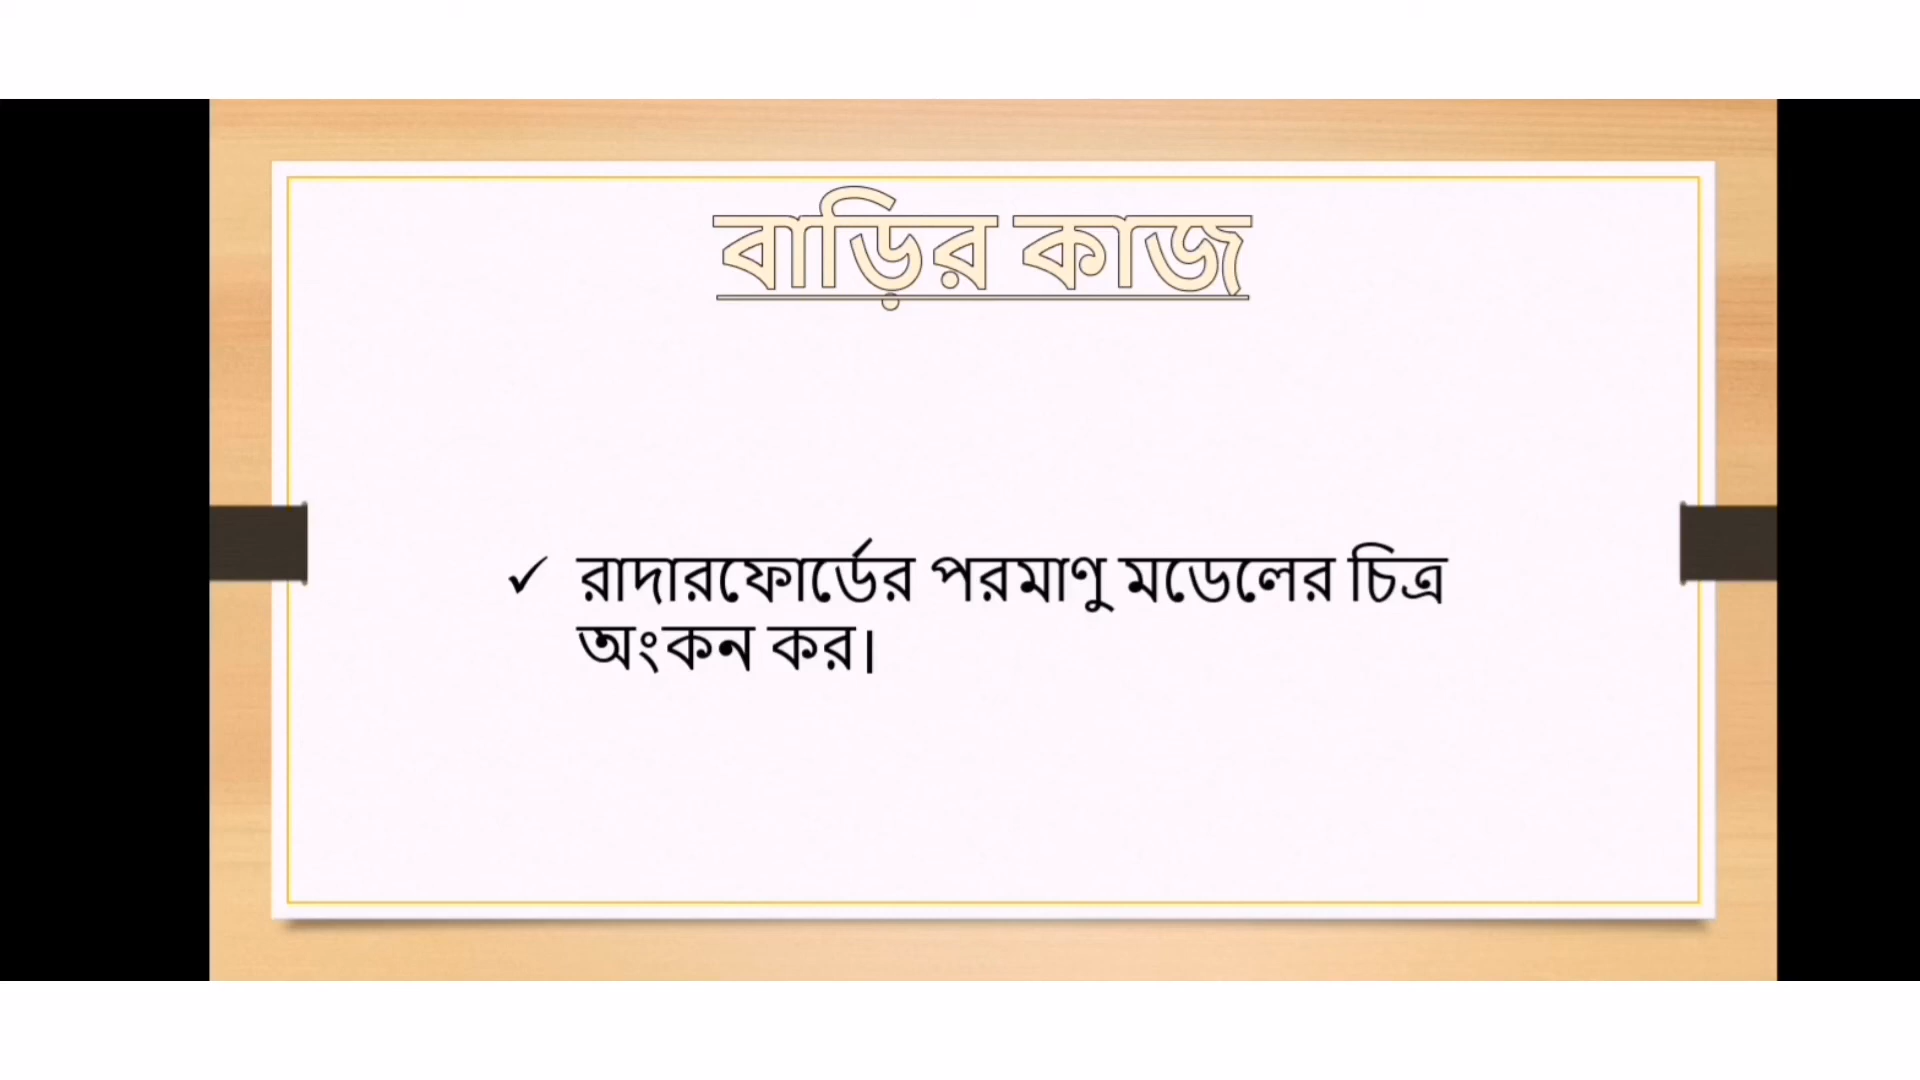 বাড়ির কাজ
✓ রাদারফোর্ডের পরমাণু মডেলের চিত্র
অংকন কর।